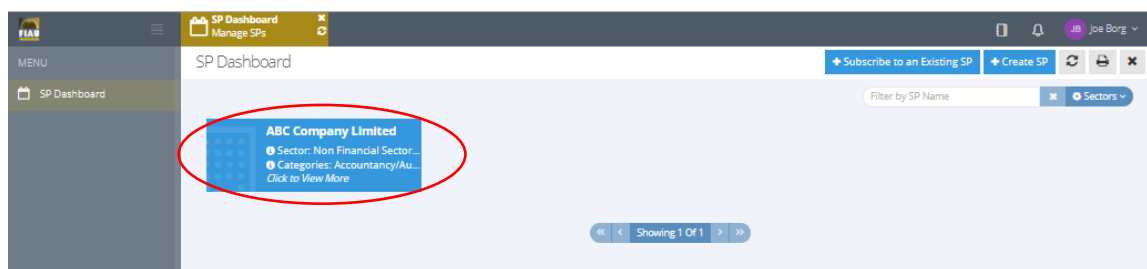 FIAU
SP Dashboard
Manage SPs
JB Joe Borg
MENU
SP Dashboard
SP Dashboard
Subscribe to an Existing SP
Create SP
Filter by SP Name
Sectors
ABC Company Limited
Sector: Non Financial Sector...
Categories: Accountancy/Au...
Click to View More
« < Showing 1 Of 1 > »